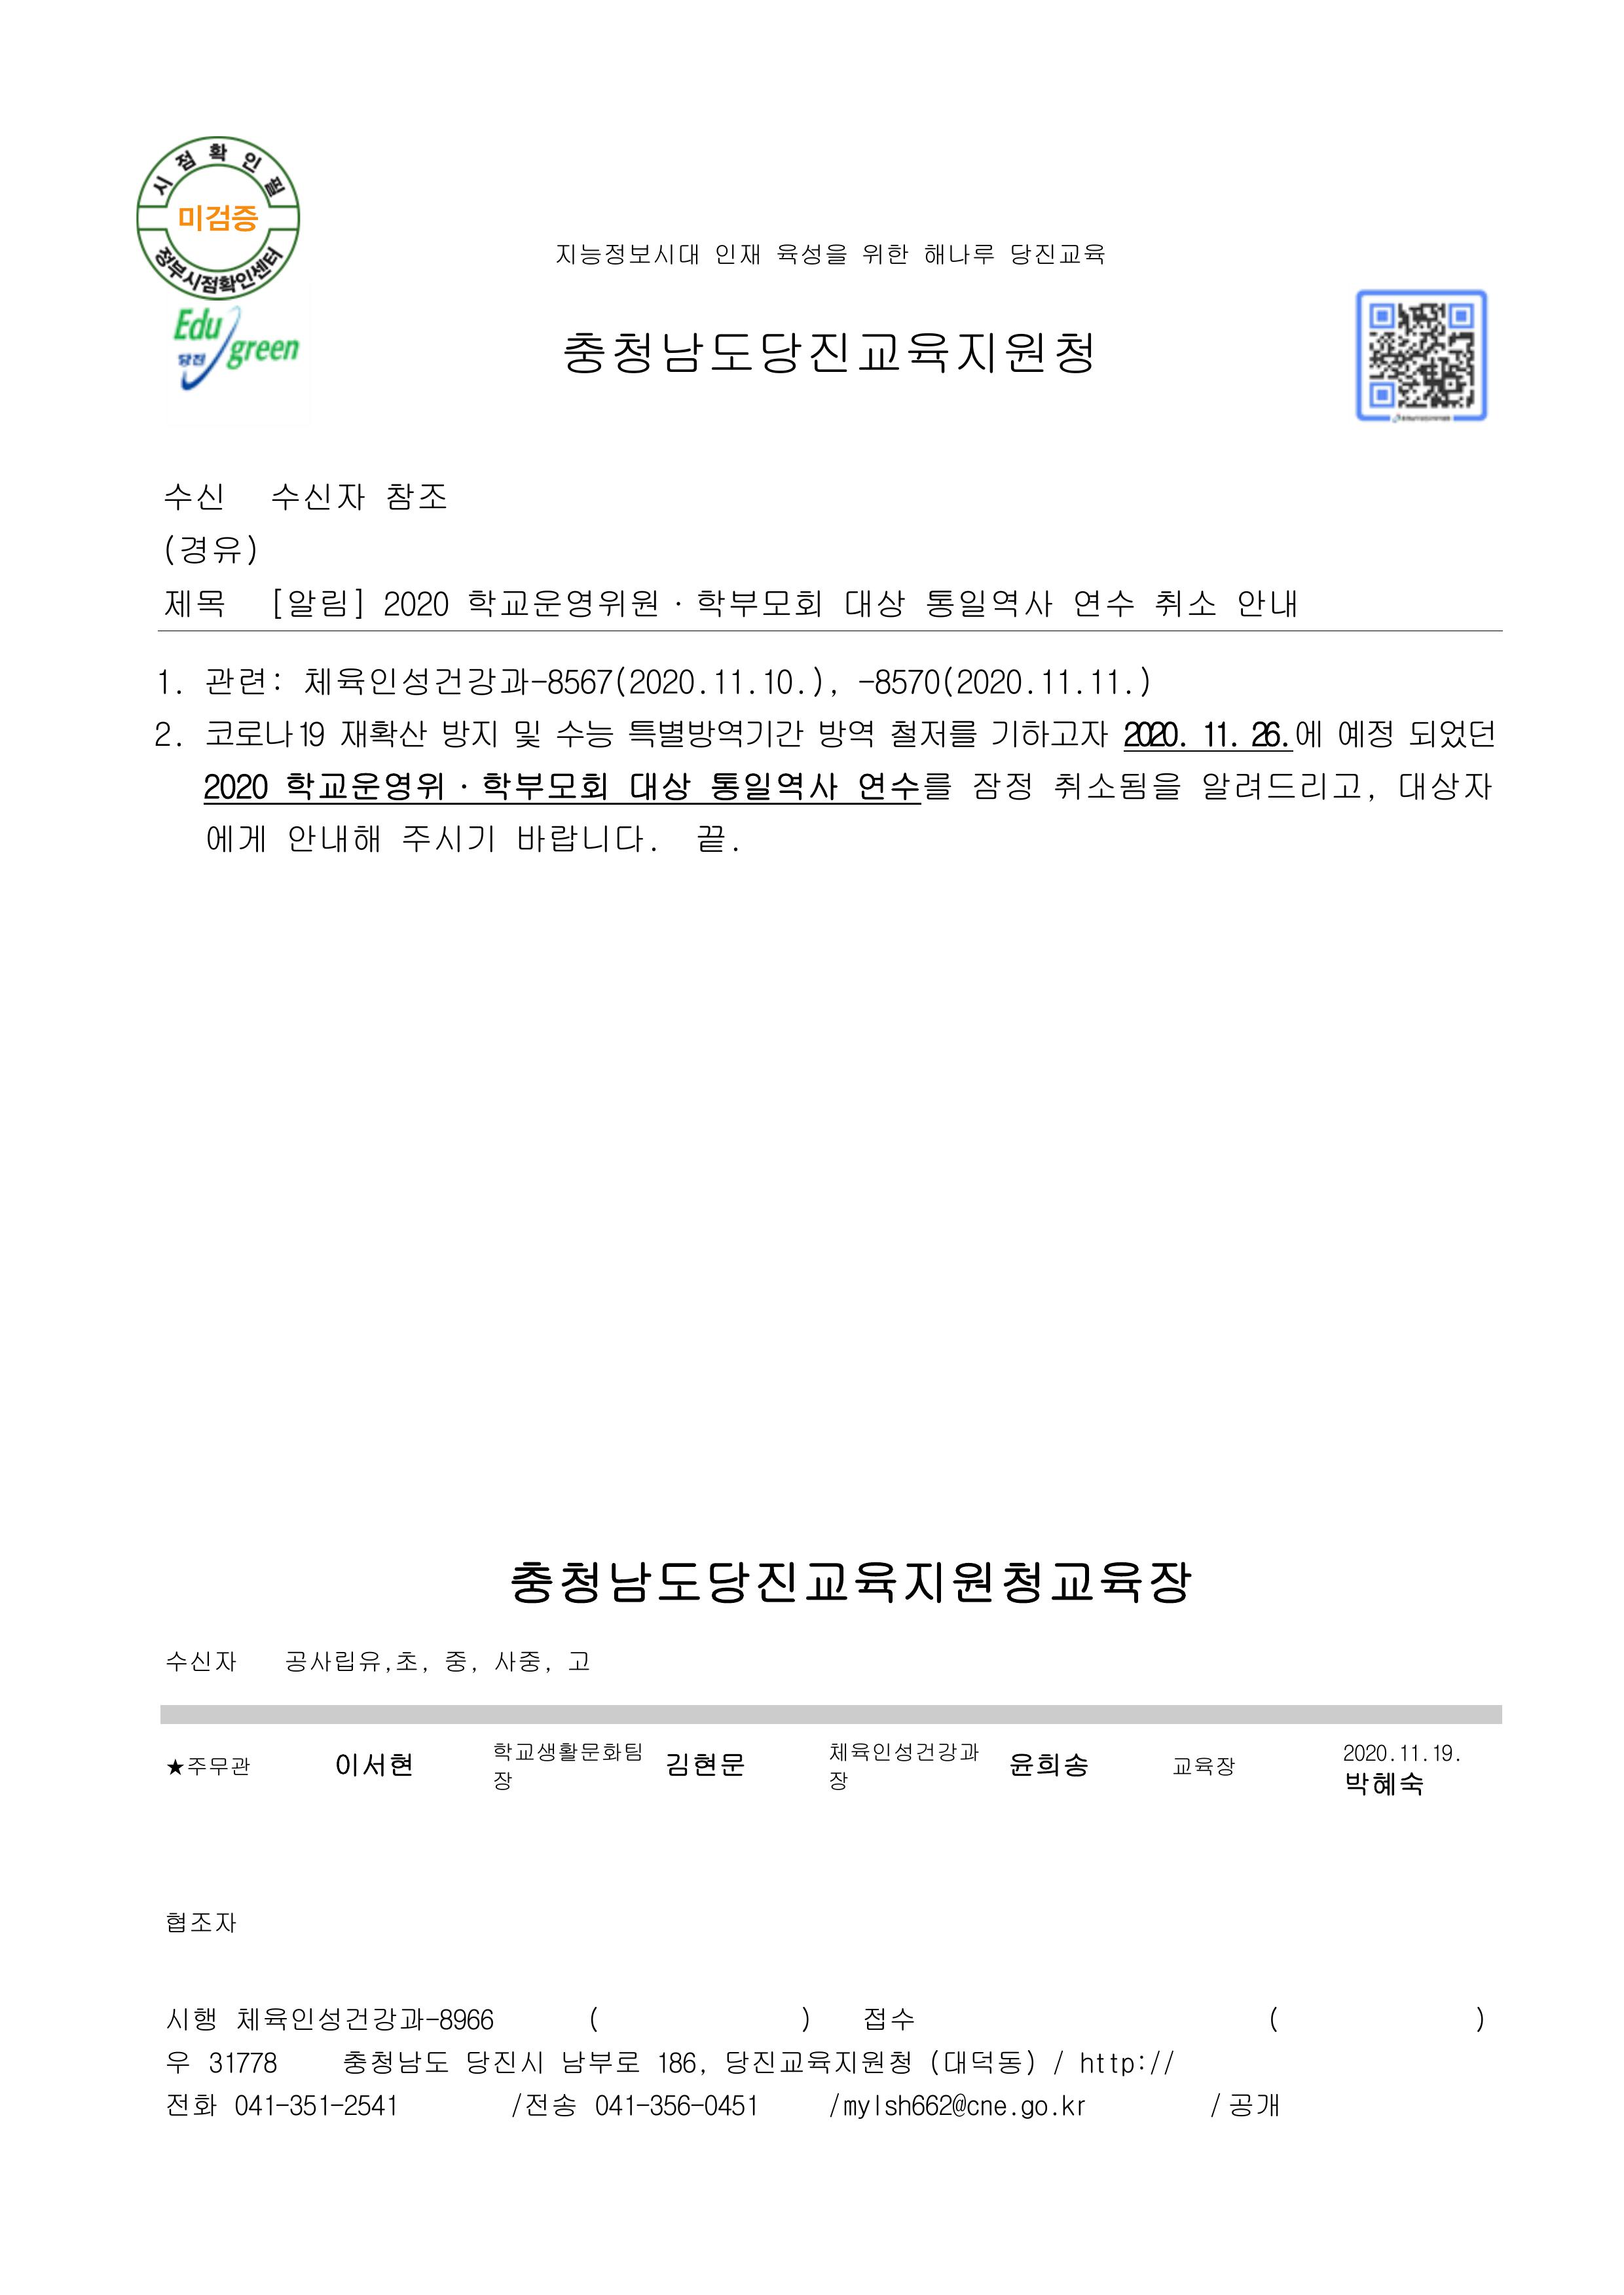 시점확인필
미검증
정부시점확인센터
지능정보시대 인재 육성을 위한 해나루 당진교육
Edu
당진 green
충청남도당진교육지원청
수신 수신자 참조
(경유)
제목 [알림] 2020 학교운영위원·학부모회 대상 통일역사 연수 취소 안내
1. 관련: 체육인성건강과-8567(2020.11.10.), -8570(2020.11.11.)
2. 코로나19 재확산 방지 및 수능 특별방역기간 방역 철저를 기하고자 2020. 11. 26.에 예정 되었던
2020 학교운영위·학부모회 대상 통일역사 연수를 잠정 취소됨을 알려드리고, 대상자
에게 안내해 주시기 바랍니다. 끝.
충청남도당진교육지원청교육장
수신자 공사립유,초, 중, 사중, 고
★주무관 이서현 학교생활문화팀장 김현문 체육인성건강과장 윤희송 교육장 2020.11.19. 박혜숙
협조자
시행 체육인성건강과-8966 ( ) 접수 ( )
우 31778 충청남도 당진시 남부로 186, 당진교육지원청 (대덕동) / http://
전화 041-351-2541 /전송 041-356-0451 /mylsh662@cne.go.kr / 공개